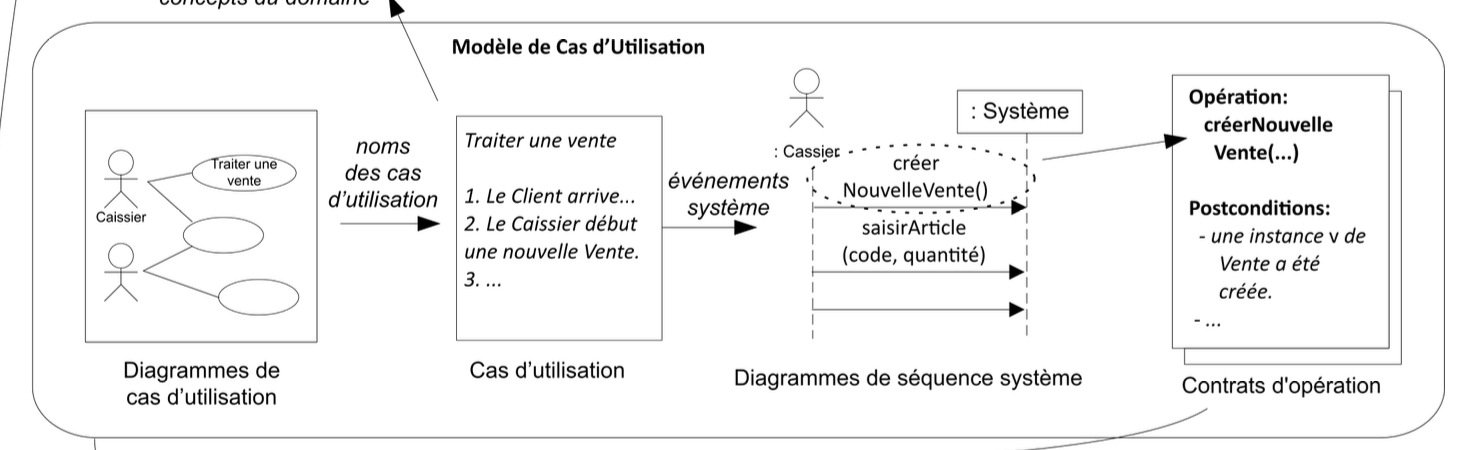 concepts du domaine
Modèle de Cas d'Utilisation
Traiter une
vente
Caissier
Diagrammes de
cas d'utilisation
noms
des cas
d'utilisation
Traiter une vente
1. Le Client arrive...
2. Le Caissier début
une nouvelle Vente.
3. ...
Cas d'utilisation
événements
système
: Cassier
: Système
créer
NouvelleVente()
saisirArticle
(code, quantité)
Diagrammes de séquence système
Opération:
créerNouvelle
Vente(...)
Postconditions:
- une instance v de
Vente a été
créée.
- ...
Contrats d'opération